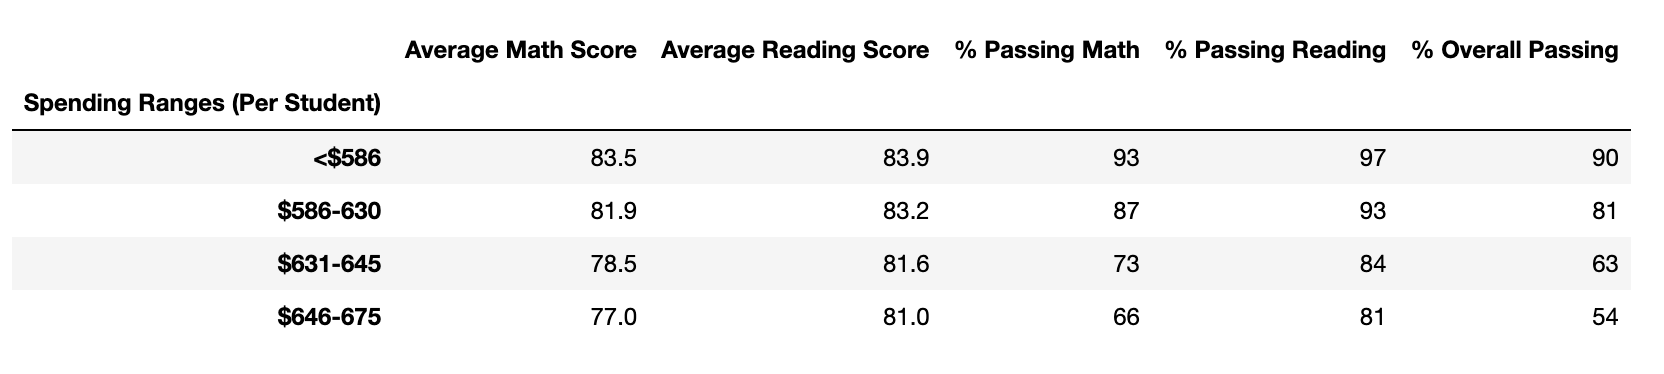 Average Math Score Average Reading Score % Passing Math % Passing Reading % Overall Passing
Spending Ranges (Per Student)
<$586 83.5 83.9 93 97 90
$586-630 81.9 83.2 87 93 81
$631-645 78.5 81.6 73 84 63
$646-675 77.0 81.0 66 81 54